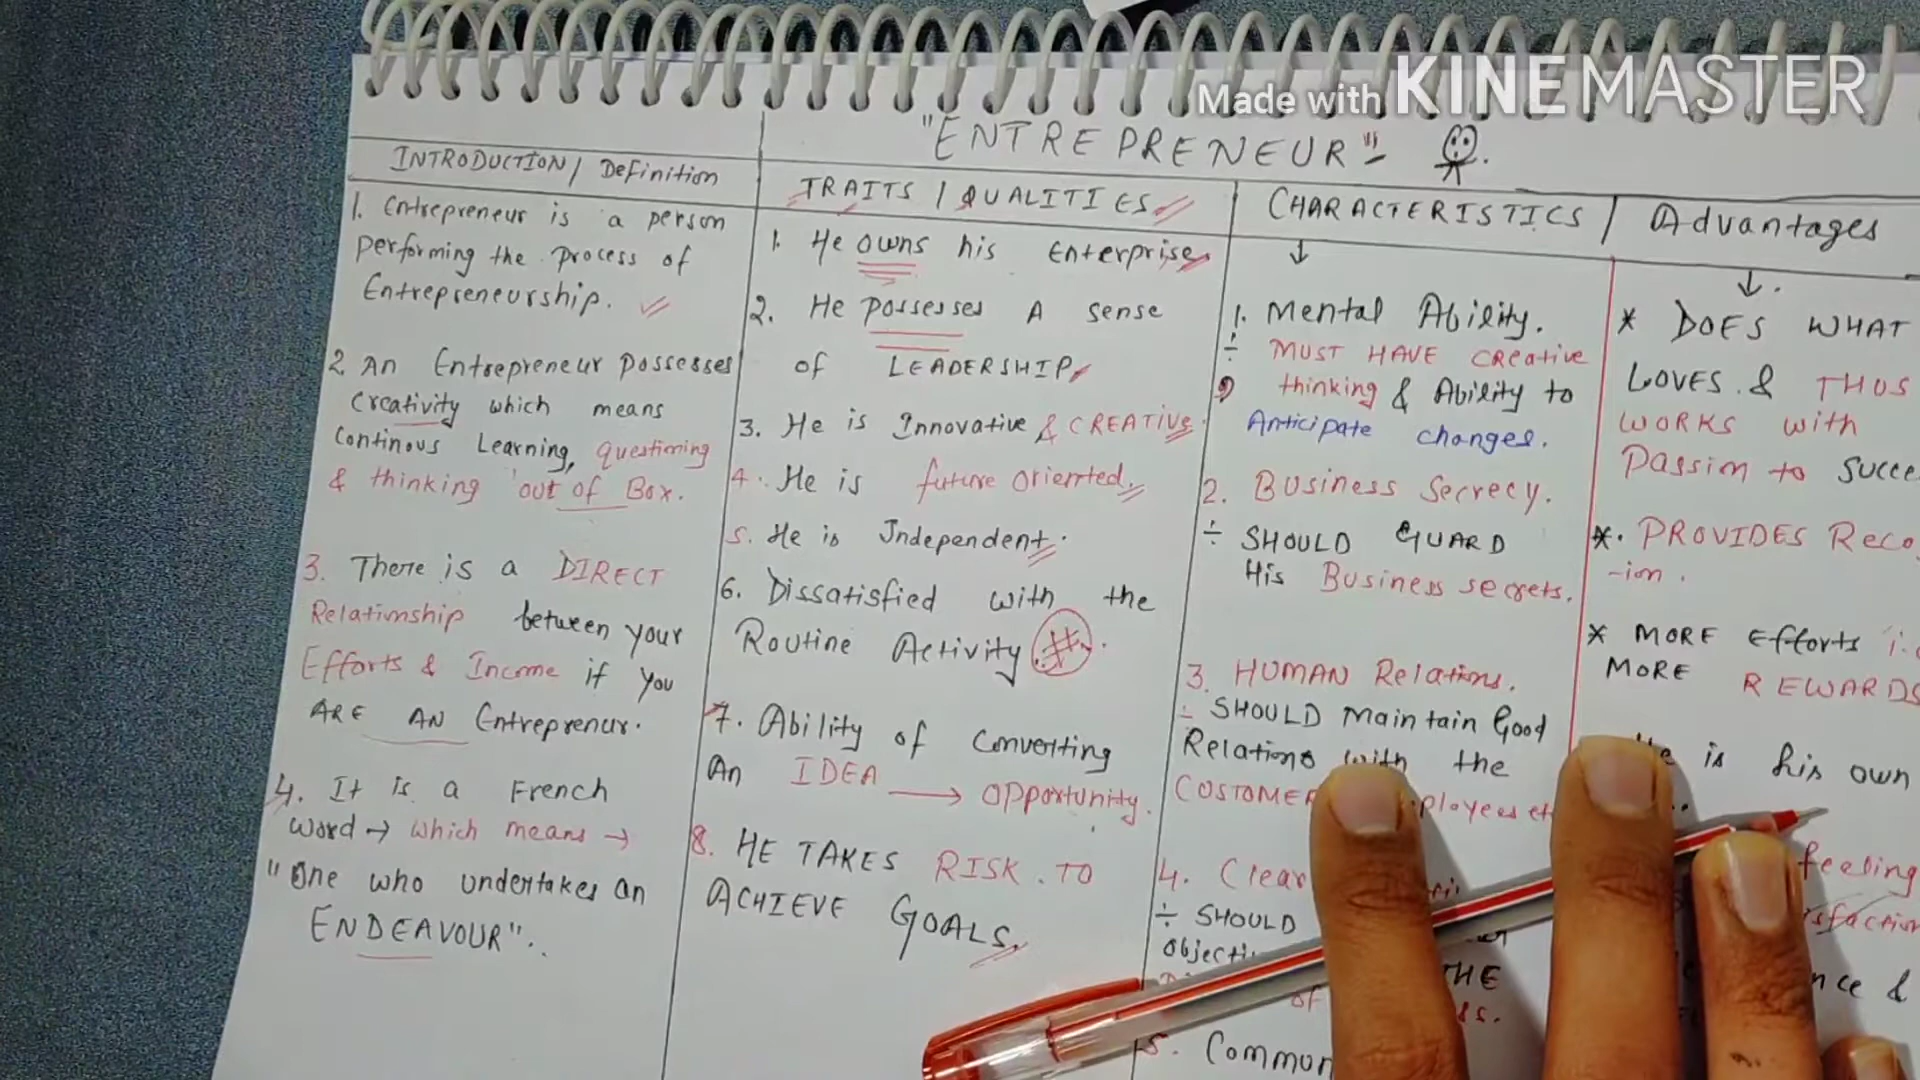 Made with KINEMASTER
"ENTREPRENEUR"-
INTRODUCTION/ Definition
1. Entrepreneur is a person
performing the process of
Entrepreneurship.
2. An Entrepreneur possesses
Creativity which means
Continous Learning, questioning
& thinking 'out of Box.
3. There is a DIRECT
Relationship between your
Efforts & Income if you
ARE AN Entreprenur.
4. It is a French
word → which means →
"One who undertakes an
ENDEAVOUR".
TRAITS / QUALITIES
1. He owns his Enterprise
2. He possesses A sense
of LEADERSHIP
3. He is Innovative & CREATIVE
4. He is future oriented.
5. He is Independent.
6. Dissatisfied with the
Routine Activity #.
7. Ability of Converting
An IDEA → opportunity.
8. HE TAKES RISK. TO
ACHIEVE GOALS
CHARACTERISTICS /
↓
1. Mental Ability.
÷ MUST HAVE creative
thinking & Ability to
Anticipate changes.
2. Business Secrecy.
÷ SHOULD GUARD
His Business secrets.
3. HUMAN Relations.
÷ SHOULD maintain Good
Relations with the
4. Clear
÷ SHOULD
THE
of
5.
Advantages
↓.
* DOES WHAT
LOVES. & THUS
WORKS with
Passion to
*. PROVIDES
-ion.
* MORE Efforts
MORE REWARDS
is his own
feeling
&